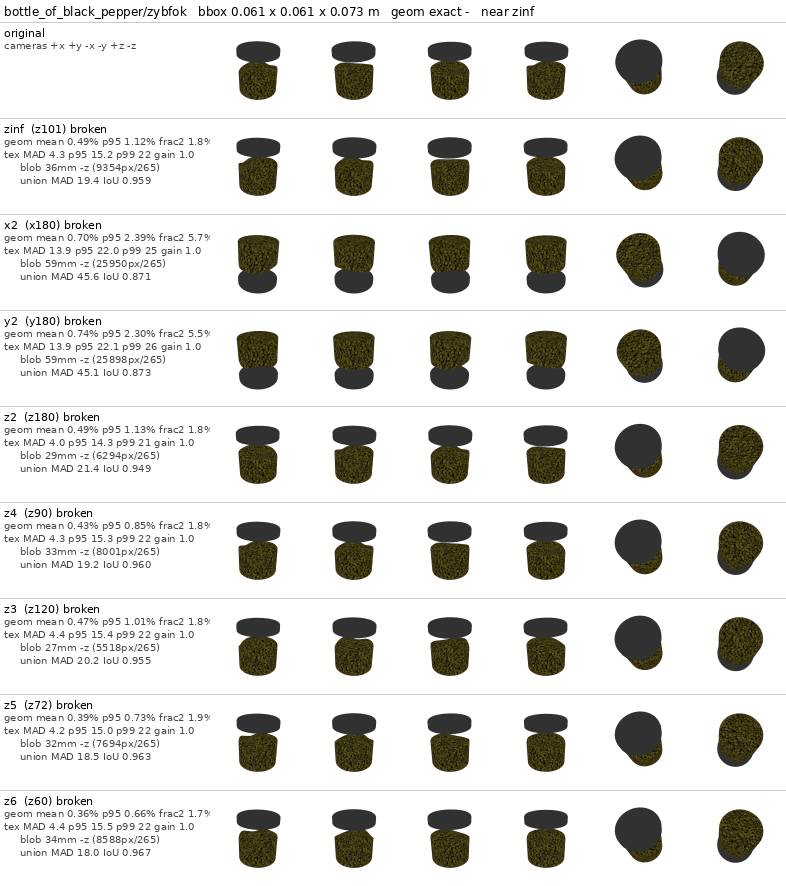 bottle_of_black_pepper/zybfok   bbox 0.061 x 0.061 x 0.073 m   geom exact -   near zinf
original
cameras +x +y -x -y +z -z
zinf  (z101) broken
geom mean 0.49% p95 1.12% frac2 1.8%
tex MAD 4.3 p95 15.2 p99 22 gain 1.0
blob 36mm -z (9354px/265)
union MAD 19.4 IoU 0.959
x2  (x180) broken
geom mean 0.70% p95 2.39% frac2 5.7%
tex MAD 13.9 p95 22.0 p99 25 gain 1.0
blob 59mm -z (25950px/265)
union MAD 45.6 IoU 0.871
y2  (y180) broken
geom mean 0.74% p95 2.30% frac2 5.5%
tex MAD 13.9 p95 22.1 p99 26 gain 1.0
blob 59mm -z (25898px/265)
union MAD 45.1 IoU 0.873
z2  (z180) broken
geom mean 0.49% p95 1.13% frac2 1.8%
tex MAD 4.0 p95 14.3 p99 21 gain 1.0
blob 29mm -z (6294px/265)
union MAD 21.4 IoU 0.949
z4  (z90) broken
geom mean 0.43% p95 0.85% frac2 1.8%
tex MAD 4.3 p95 15.3 p99 22 gain 1.0
blob 33mm -z (8001px/265)
union MAD 19.2 IoU 0.960
z3  (z120) broken
geom mean 0.47% p95 1.01% frac2 1.8%
tex MAD 4.4 p95 15.4 p99 22 gain 1.0
blob 27mm -z (5518px/265)
union MAD 20.2 IoU 0.955
z5  (z72) broken
geom mean 0.39% p95 0.73% frac2 1.9%
tex MAD 4.2 p95 15.0 p99 22 gain 1.0
blob 32mm -z (7694px/265)
union MAD 18.5 IoU 0.963
z6  (z60) broken
geom mean 0.36% p95 0.66% frac2 1.7%
tex MAD 4.4 p95 15.5 p99 22 gain 1.0
blob 34mm -z (8588px/265)
union MAD 18.0 IoU 0.967